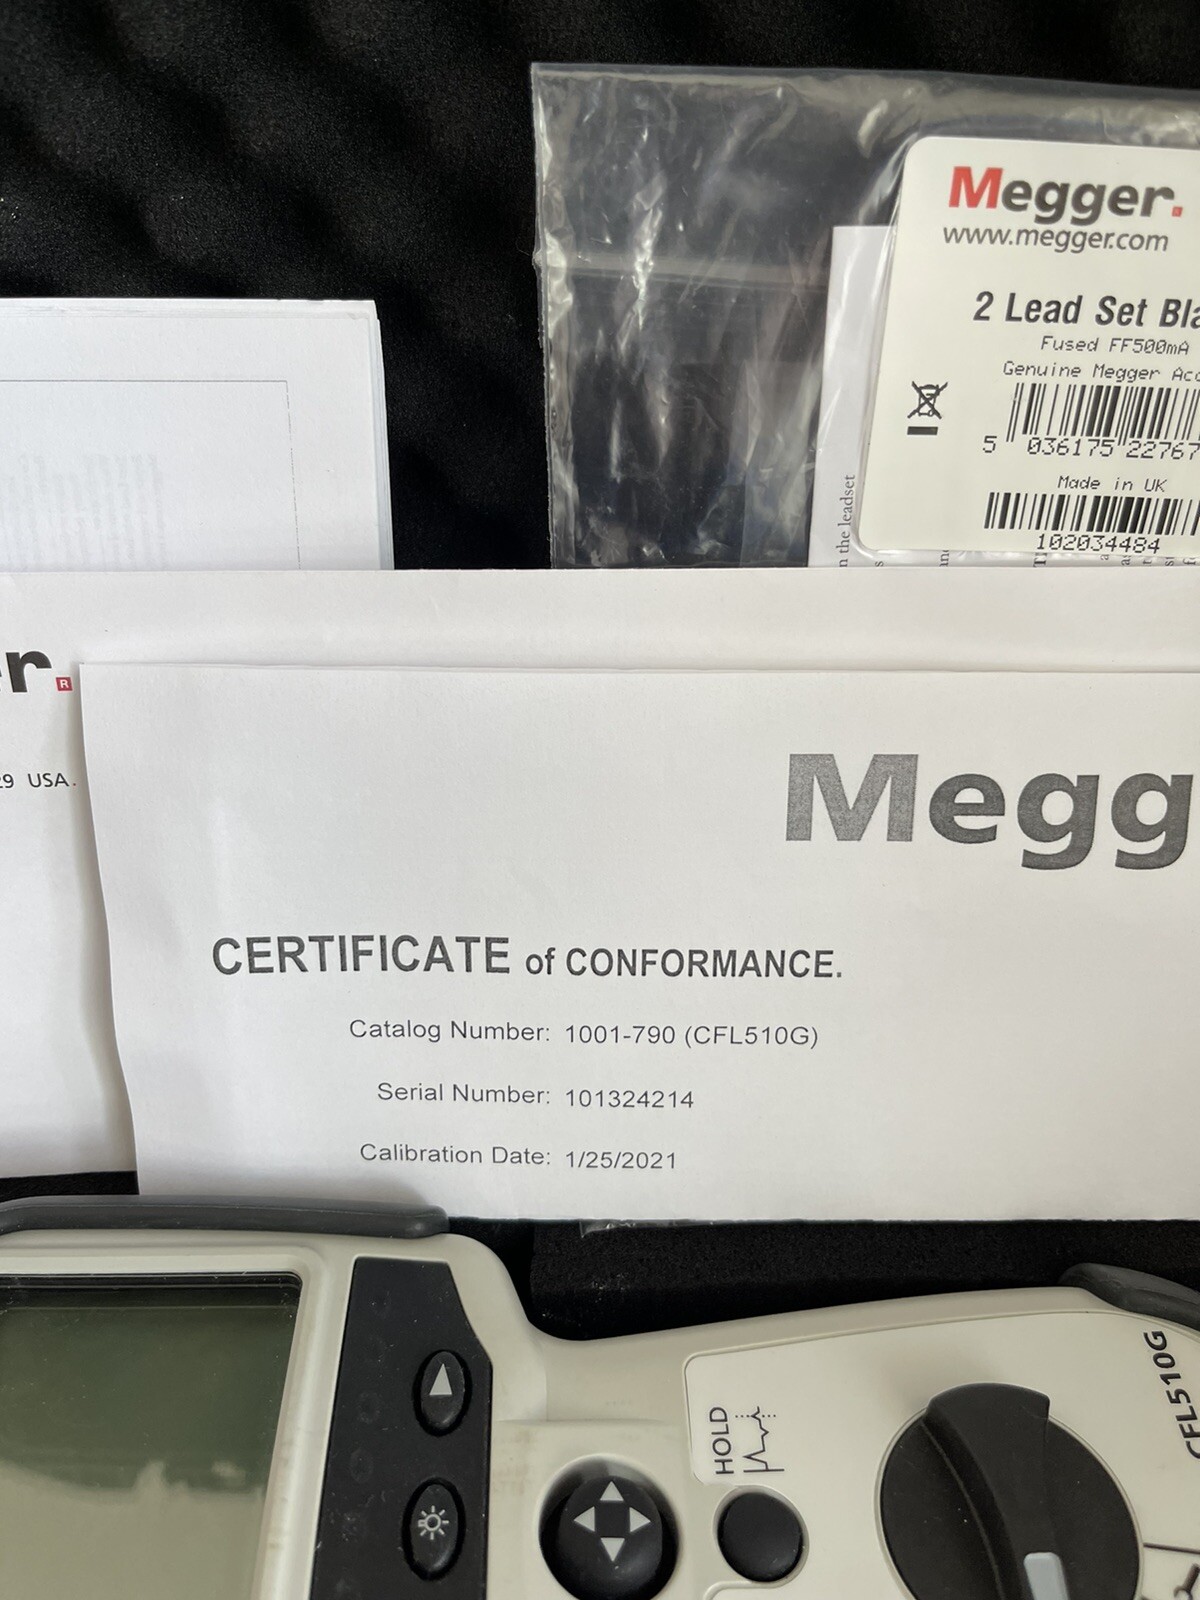 Megger.
www.megger.com
2 Lead Set Bla
Fused FF500mA
Genuine Megger Acc
5 036175 22767
Made in UK
102034484
n the leadset
er.
R
29 USA.
Megg
CERTIFICATE of CONFORMANCE.
Catalog Number: 1001-790 (CFL510G)
Serial Number: 101324214
Calibration Date: 1/25/2021
HOLD
CFL510G